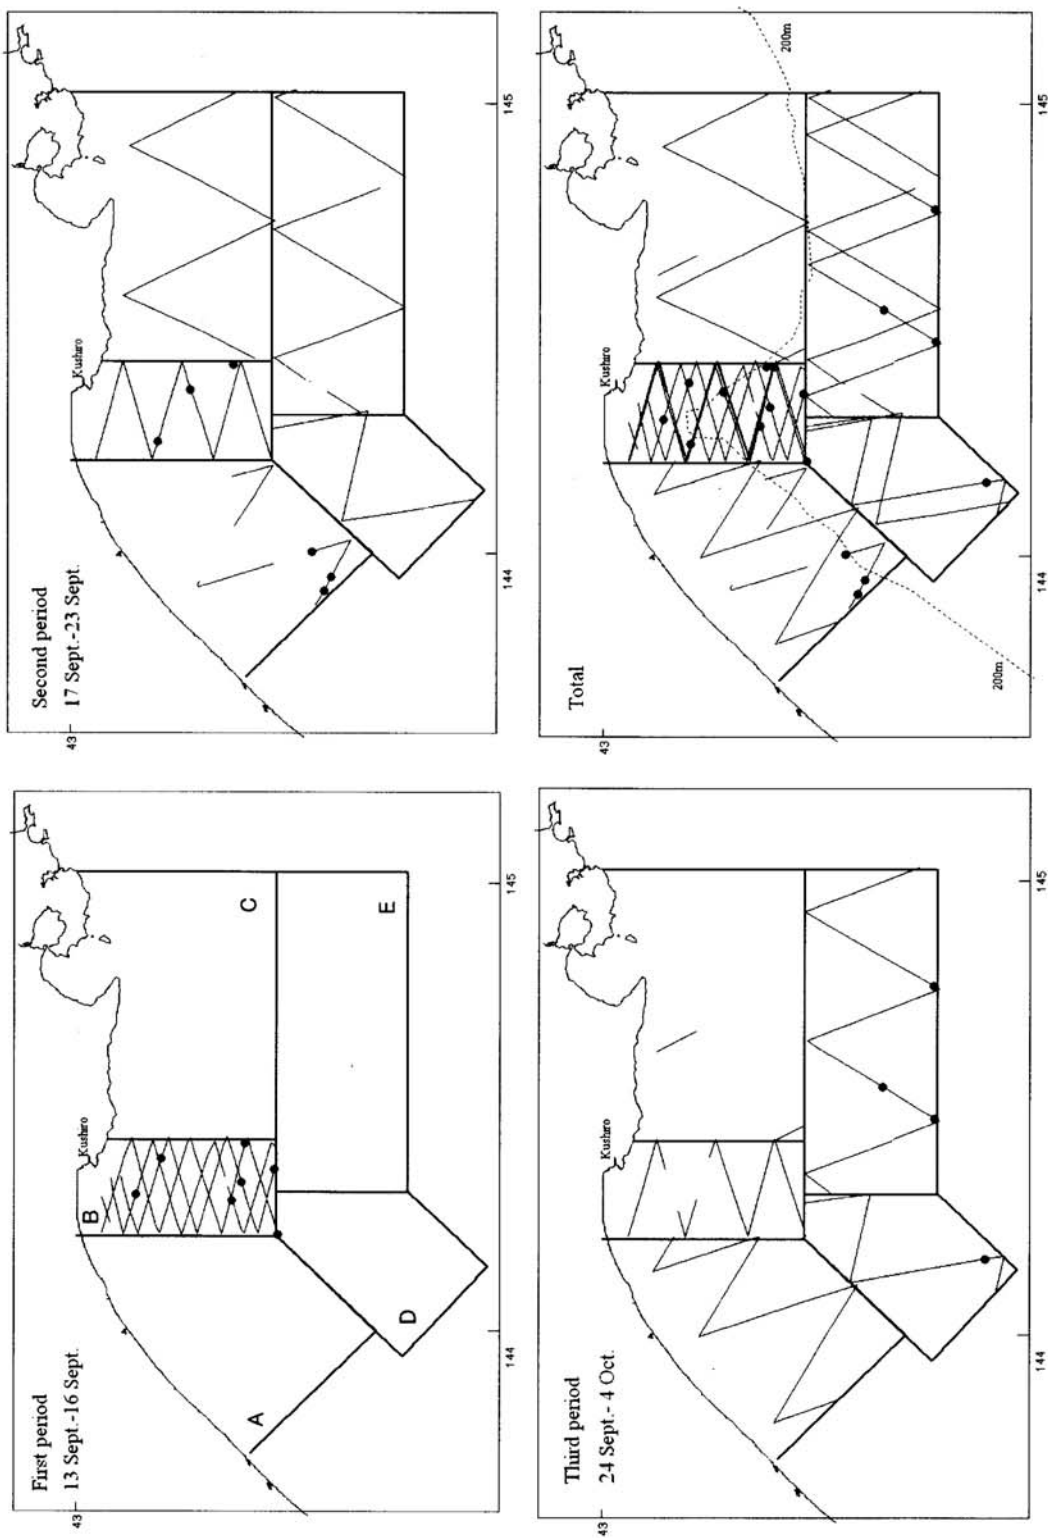 First period
13 Sept.-16 Sept.
43
Kushiro
A
B
C
D
E
144
145
Second period
17 Sept.-23 Sept.
43
Kushiro
144
145
Third period
24 Sept.- 4 Oct.
43
Kushiro
144
145
Total
43
Kushiro
200m
200m
144
145